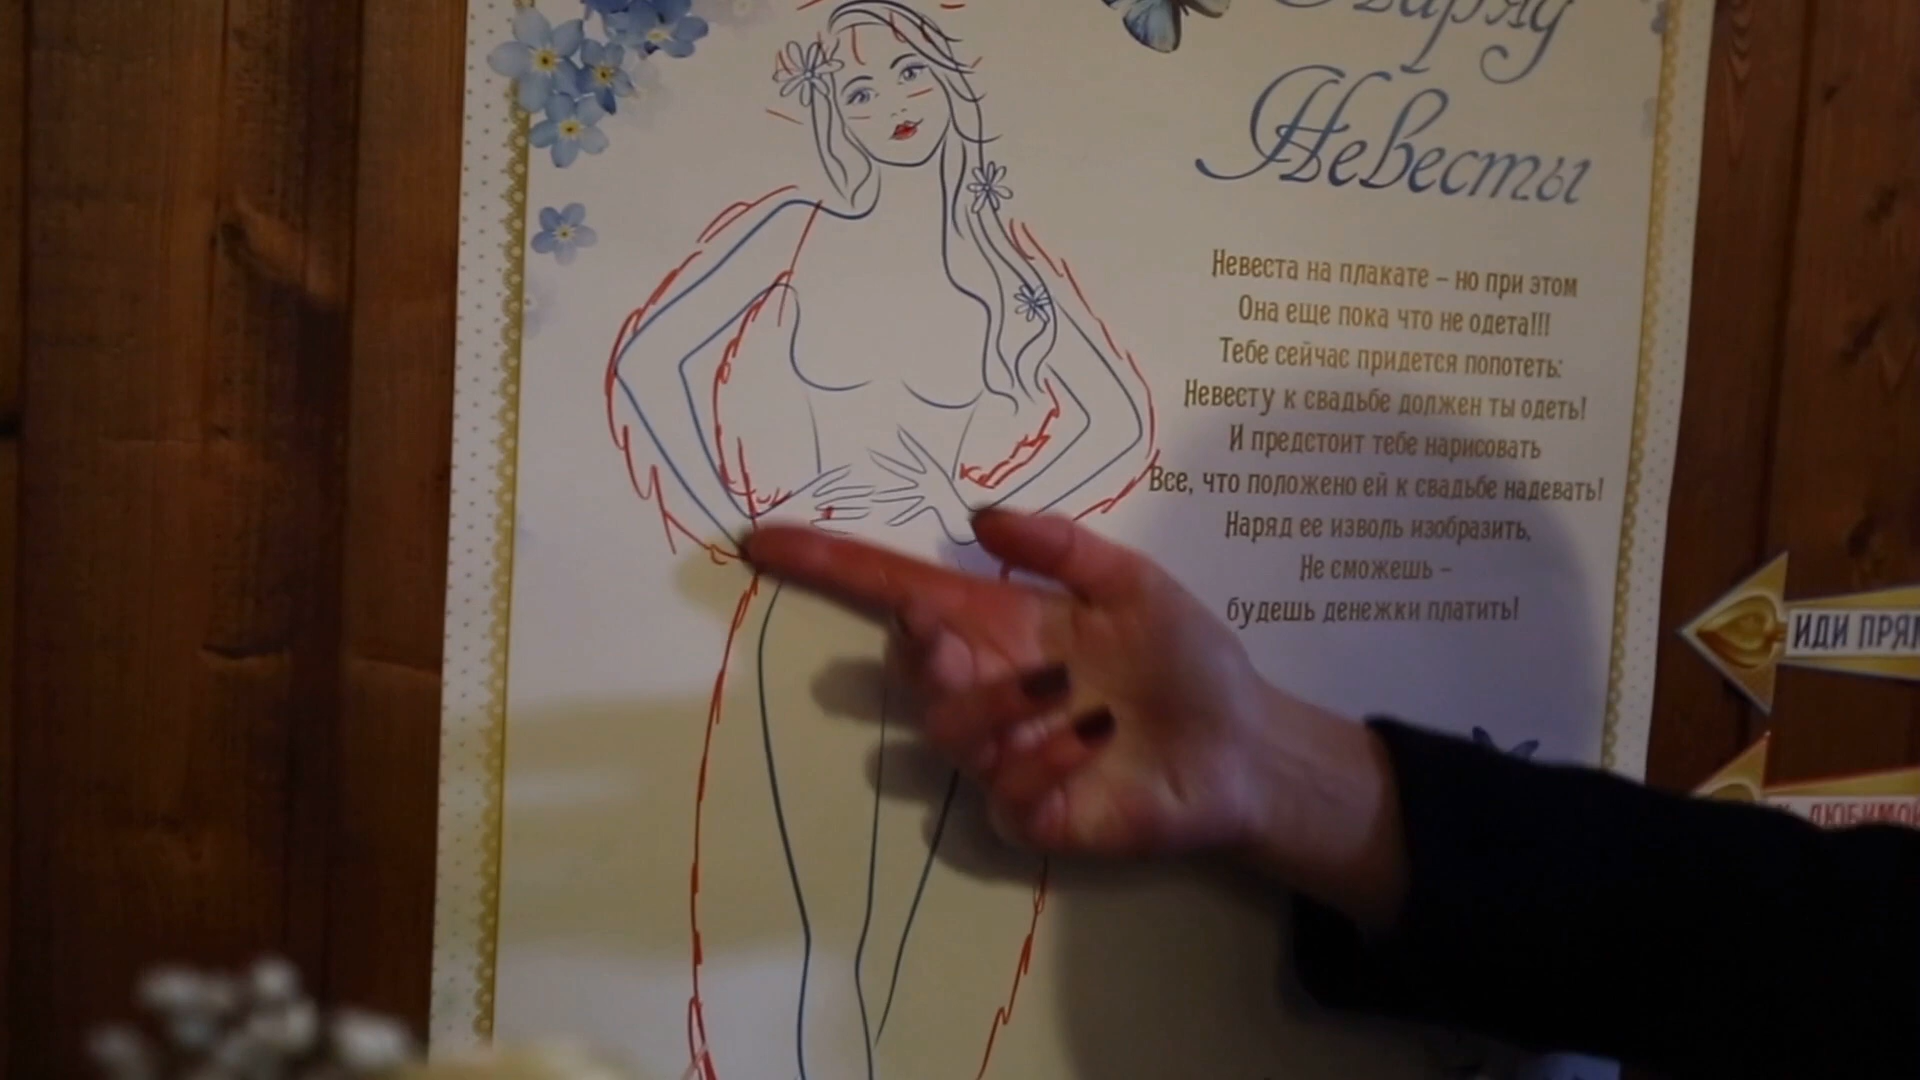 Наряд
Невесты
Невеста на плакате – но при этом
Она еще пока что не одета!!!
Тебе сейчас придется попотеть:
Невесту к свадьбе должен ты одеть!
И предстоит тебе нарисовать
Все, что положено ей к свадьбе надевать!
Наряд ее изволь изобразить,
Не сможешь –
будешь денежки платить!
ИДИ ПРЯМ
ЛЮБИМОЙ